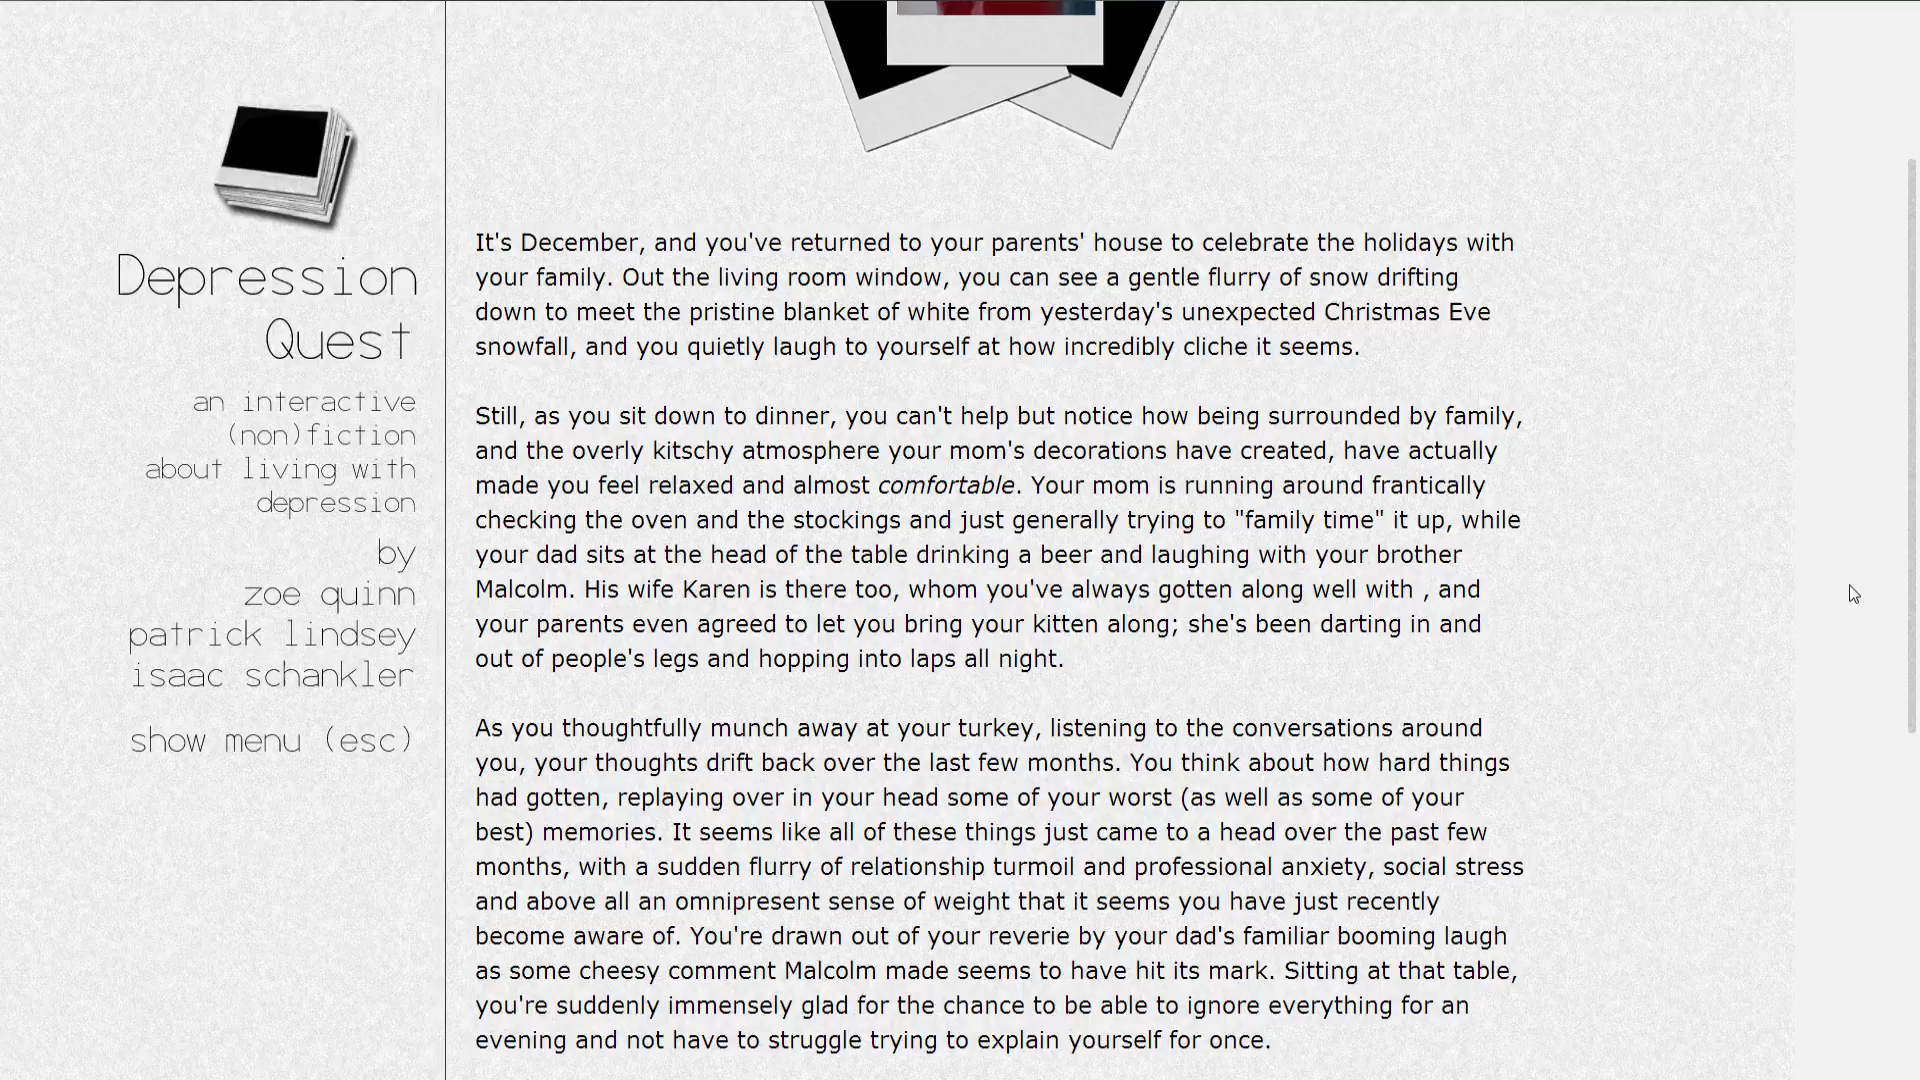 Depression
Quest
an interactive
(non)fiction
about living with
depression
by
zoe quinn
patrick lindsey
isaac schankler
show menu (esc)
It's December, and you've returned to your parents' house to celebrate the holidays with
your family. Out the living room window, you can see a gentle flurry of snow drifting
down to meet the pristine blanket of white from yesterday's unexpected Christmas Eve
snowfall, and you quietly laugh to yourself at how incredibly cliche it seems.
Still, as you sit down to dinner, you can't help but notice how being surrounded by family,
and the overly kitschy atmosphere your mom's decorations have created, have actually
made you feel relaxed and almost comfortable. Your mom is running around frantically
checking the oven and the stockings and just generally trying to "family time" it up, while
your dad sits at the head of the table drinking a beer and laughing with your brother
Malcolm. His wife Karen is there too, whom you've always gotten along well with , and
your parents even agreed to let you bring your kitten along; she's been darting in and
out of people's legs and hopping into laps all night.
As you thoughtfully munch away at your turkey, listening to the conversations around
you, your thoughts drift back over the last few months. You think about how hard things
had gotten, replaying over in your head some of your worst (as well as some of your
best) memories. It seems like all of these things just came to a head over the past few
months, with a sudden flurry of relationship turmoil and professional anxiety, social stress
and above all an omnipresent sense of weight that it seems you have just recently
become aware of. You're drawn out of your reverie by your dad's familiar booming laugh
as some cheesy comment Malcolm made seems to have hit its mark. Sitting at that table,
you're suddenly immensely glad for the chance to be able to ignore everything for an
evening and not have to struggle trying to explain yourself for once.